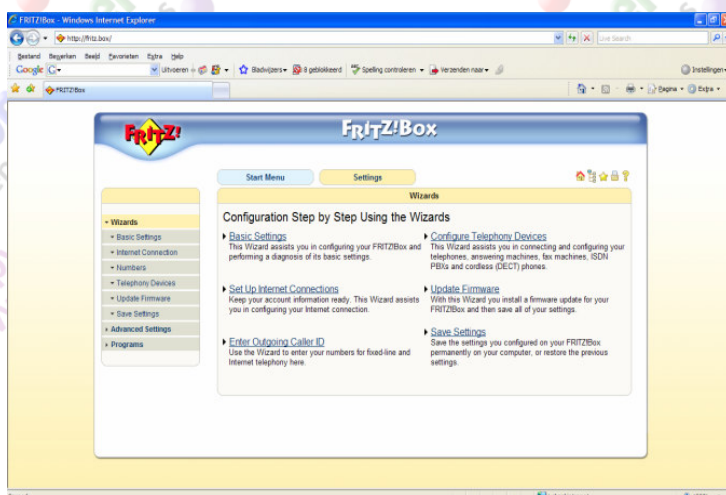 FRITZ!Box - Windows Internet Explorer
http://fritz.box/
Live Search
Bestand Bewerken Beeld Favorieten Extra Help
Google
Uitvoeren
Bladwijzers
8 geblokkeerd
Spelling controleren
Verzenden naar
Instellingen
FRITZ!Box
Pagina
Extra
FRITZ!
FRITZ!Box
Start Menu
Settings
Wizards
Wizards
Basic Settings
Internet Connection
Numbers
Telephony Devices
Update Firmware
Save Settings
Advanced Settings
Programs
Configuration Step by Step Using the Wizards
Basic Settings
This Wizard assists you in configuring your FRITZ!Box and
performing a diagnosis of its basic settings.
Set Up Internet Connections
Keep your account information ready. This Wizard assists
you in configuring your Internet connection.
Enter Outgoing Caller ID
Use the Wizard to enter your numbers for fixed-line and
Internet telephony here.
Configure Telephony Devices
This Wizard assists you in connecting and configuring your
telephones, answering machines, fax machines, ISDN
PBXs and cordless (DECT) phones.
Update Firmware
With this Wizard you install a firmware update for your
FRITZ!Box and then save all of your settings.
Save Settings
Save the settings you configured on your FRITZ!Box
permanently on your computer, or restore the previous
settings.